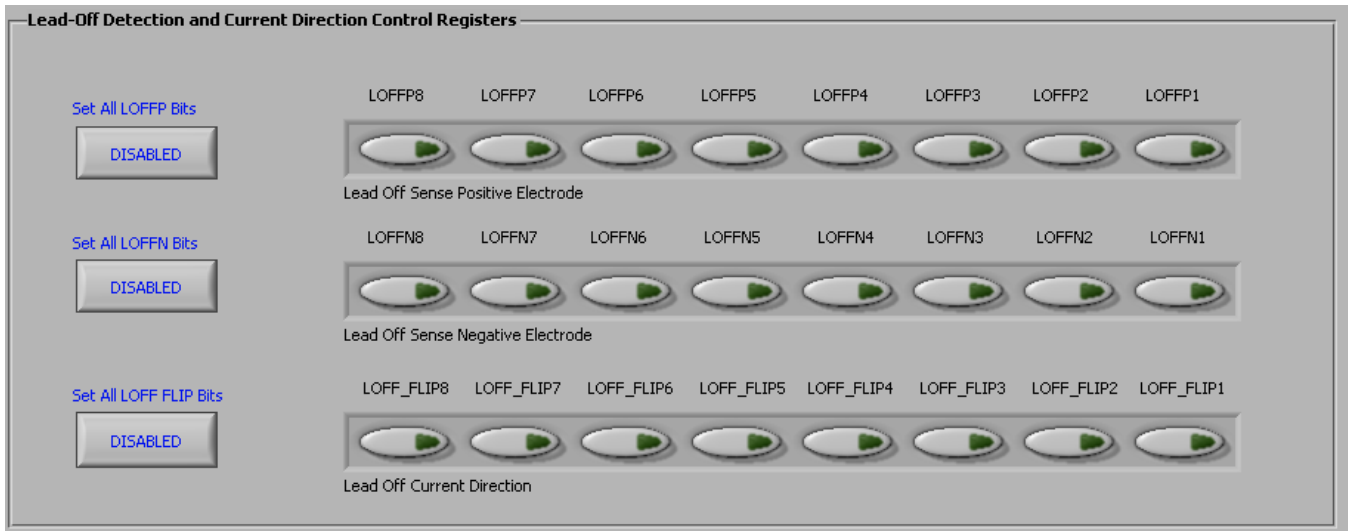 Lead-Off Detection and Current Direction Control Registers
Set All LOFFP Bits
DISABLED
LOFFP8 LOFFP7 LOFFP6 LOFFP5 LOFFP4 LOFFP3 LOFFP2 LOFFP1
Lead Off Sense Positive Electrode
Set All LOFFN Bits
DISABLED
LOFFN8 LOFFN7 LOFFN6 LOFFN5 LOFFN4 LOFFN3 LOFFN2 LOFFN1
Lead Off Sense Negative Electrode
Set All LOFF FLIP Bits
DISABLED
LOFF_FLIP8 LOFF_FLIP7 LOFF_FLIP6 LOFF_FLIP5 LOFF_FLIP4 LOFF_FLIP3 LOFF_FLIP2 LOFF_FLIP1
Lead Off Current Direction